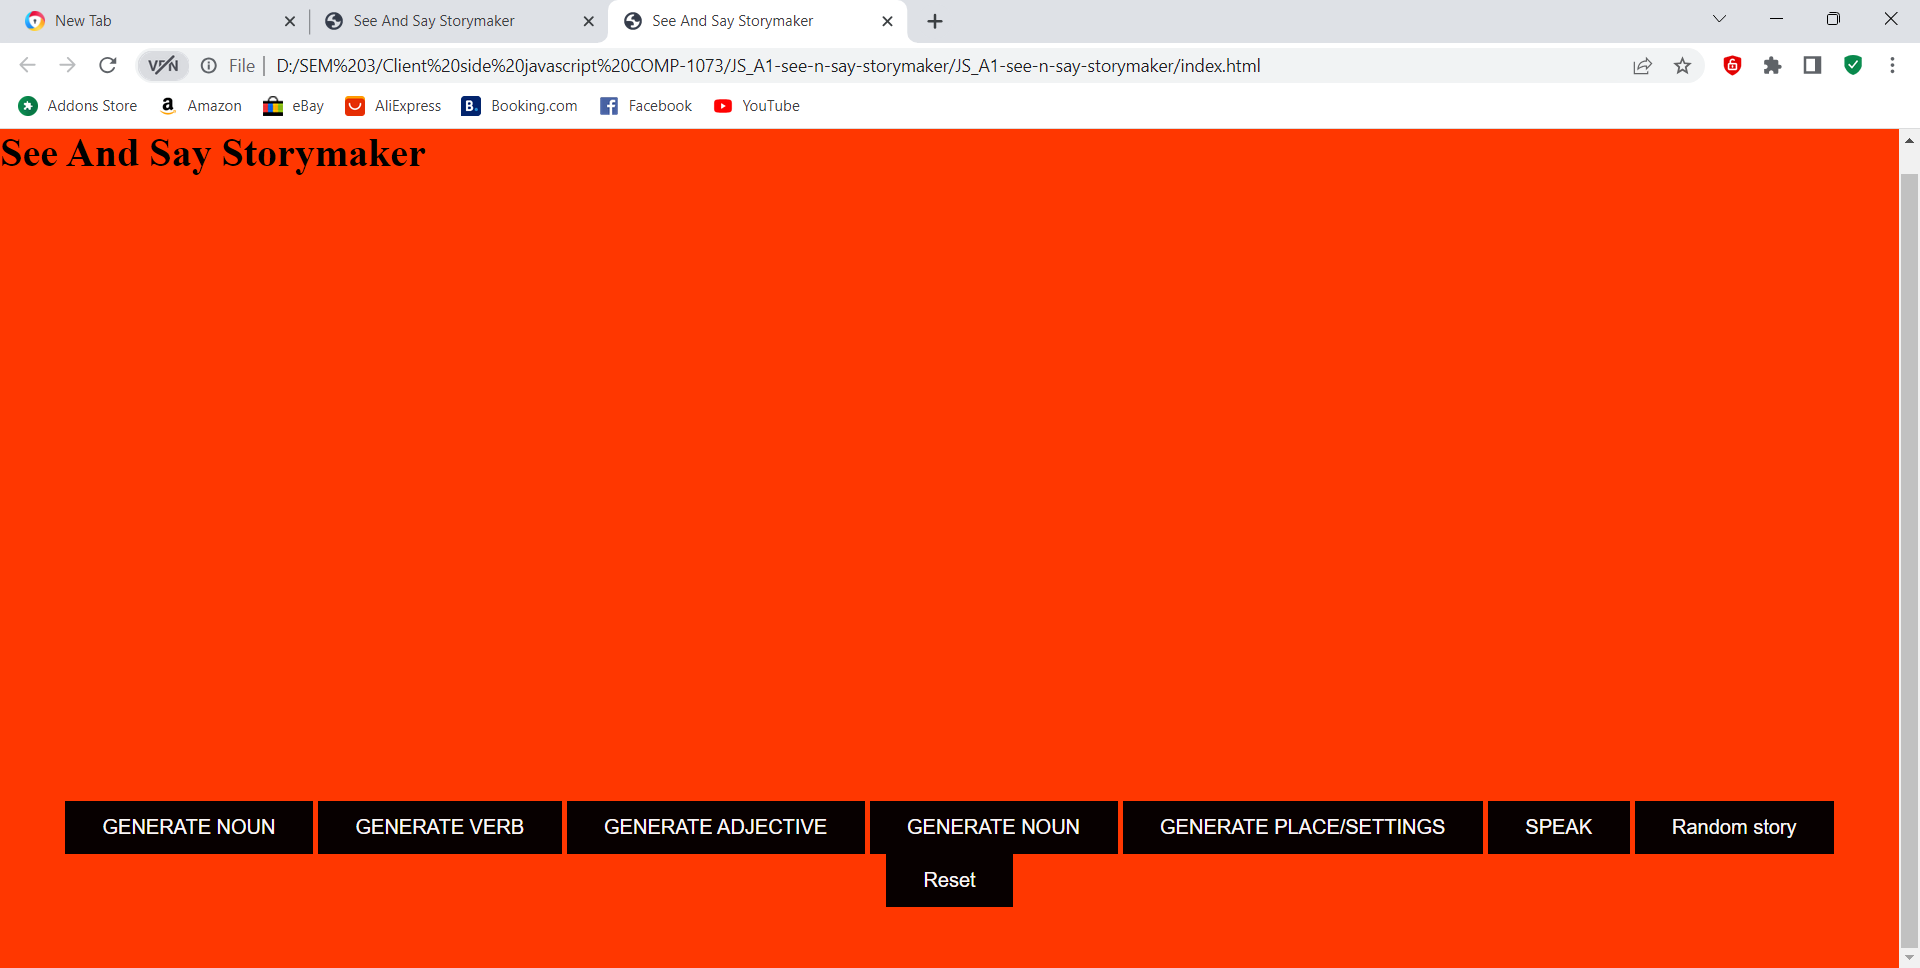 New Tab
See And Say Storymaker
See And Say Storymaker
VPN
File
D:/SEM%203/Client%20side%20javascript%20COMP-1073/JS_A1-see-n-say-storymaker/JS_A1-see-n-say-storymaker/index.html
Addons Store
Amazon
eBay
AliExpress
Booking.com
Facebook
YouTube
See And Say Storymaker
GENERATE NOUN
GENERATE VERB
GENERATE ADJECTIVE
GENERATE NOUN
GENERATE PLACE/SETTINGS
SPEAK
Random story
Reset